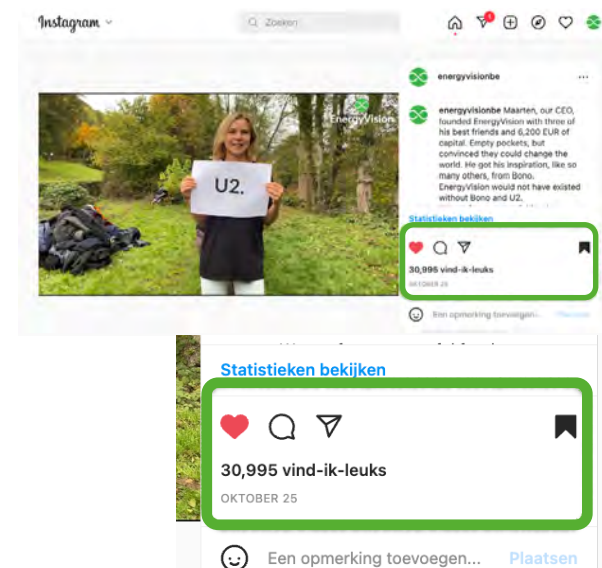 Instagram
Zoeken
1
energyvisionbe
...
energyvisionbe Maarten, our CEO,
founded EnergyVision with three of
his best friends and 6,200 EUR of
capital. Empty pockets, but
convinced they could change the
world. He got his inspiration, like so
many others, from Bono.
EnergyVision would not have existed
without Bono and U2.
EnergyVision
U2.
Statistieken bekijken
30,995 vind-ik-leuks
OKTOBER 25
Een opmerking toevoegen...
Plaatsen
Statistieken bekijken
30,995 vind-ik-leuks
OKTOBER 25
Een opmerking toevoegen...
Plaatsen